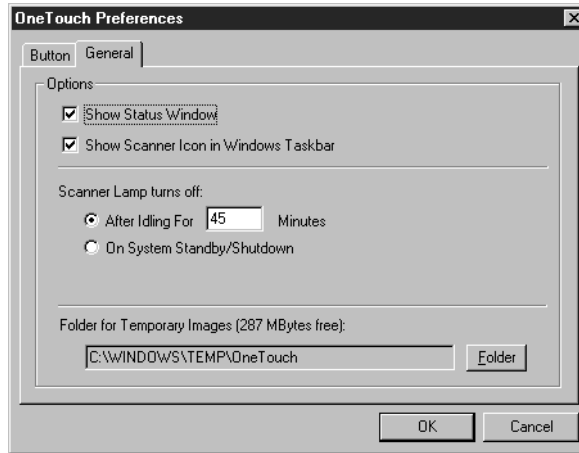 OneTouch Preferences
Button General
Options
Show Status Window
Show Scanner Icon in Windows Taskbar
Scanner Lamp turns off:
After Idling For 45 Minutes
On System Standby/Shutdown
Folder for Temporary Images (287 MBytes free):
C:\WINDOWS\TEMP\OneTouch Folder
OK Cancel